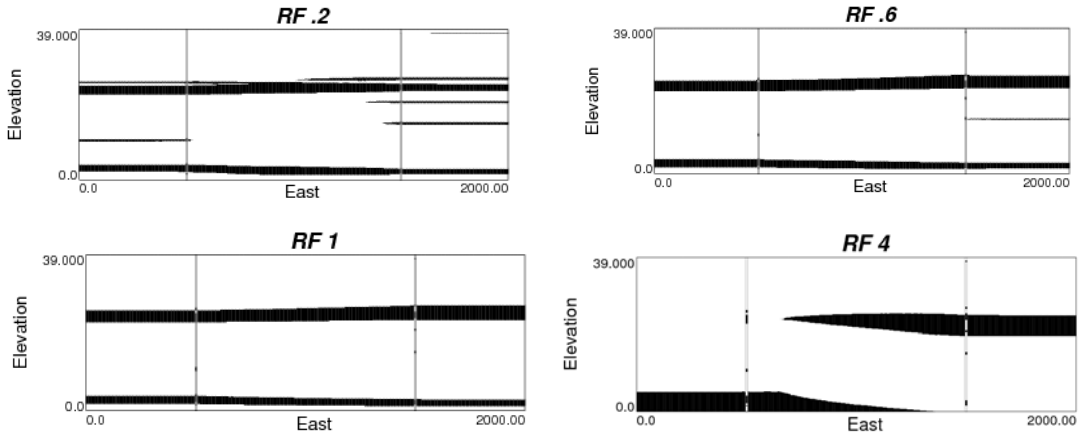 RF .2
39.000
Elevation
0.0
0.0
East
2000.00
RF .6
39.000
Elevation
0.0
0.0
East
2000.00
RF 1
39.000
Elevation
0.0
0.0
East
2000.00
RF 4
39.000
Elevation
0.0
0.0
East
2000.00